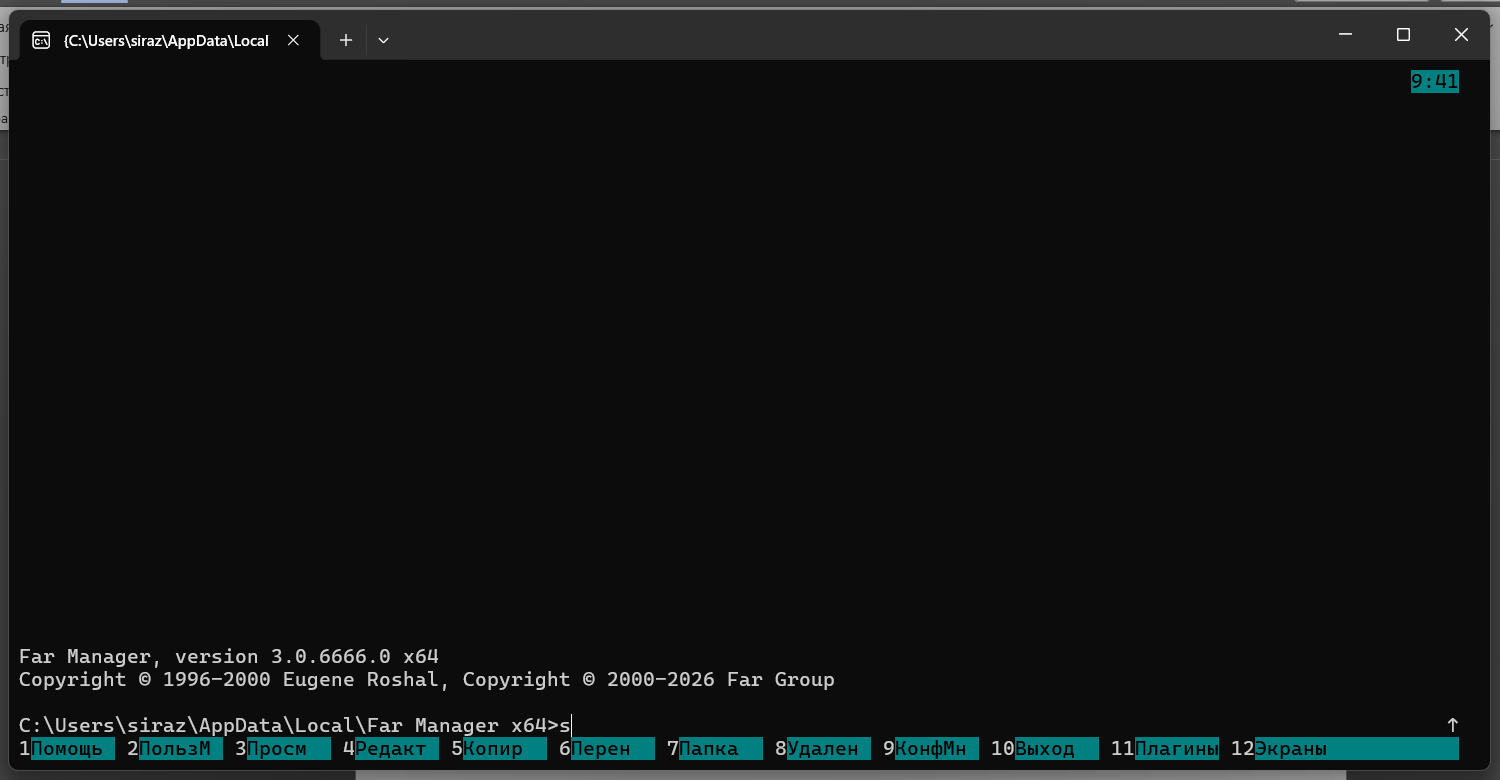 {C:\Users\siraz\AppData\Local
9:41
Far Manager, version 3.0.6666.0 x64
Copyright © 1996-2000 Eugene Roshal, Copyright © 2000-2026 Far Group
C:\Users\siraz\AppData\Local\Far Manager x64>s ↑
1Помощь 2ПользМ 3Просм 4Редакт 5Копир 6Перен 7Папка 8Удален 9КонфМн 10Выход 11Плагины 12Экраны